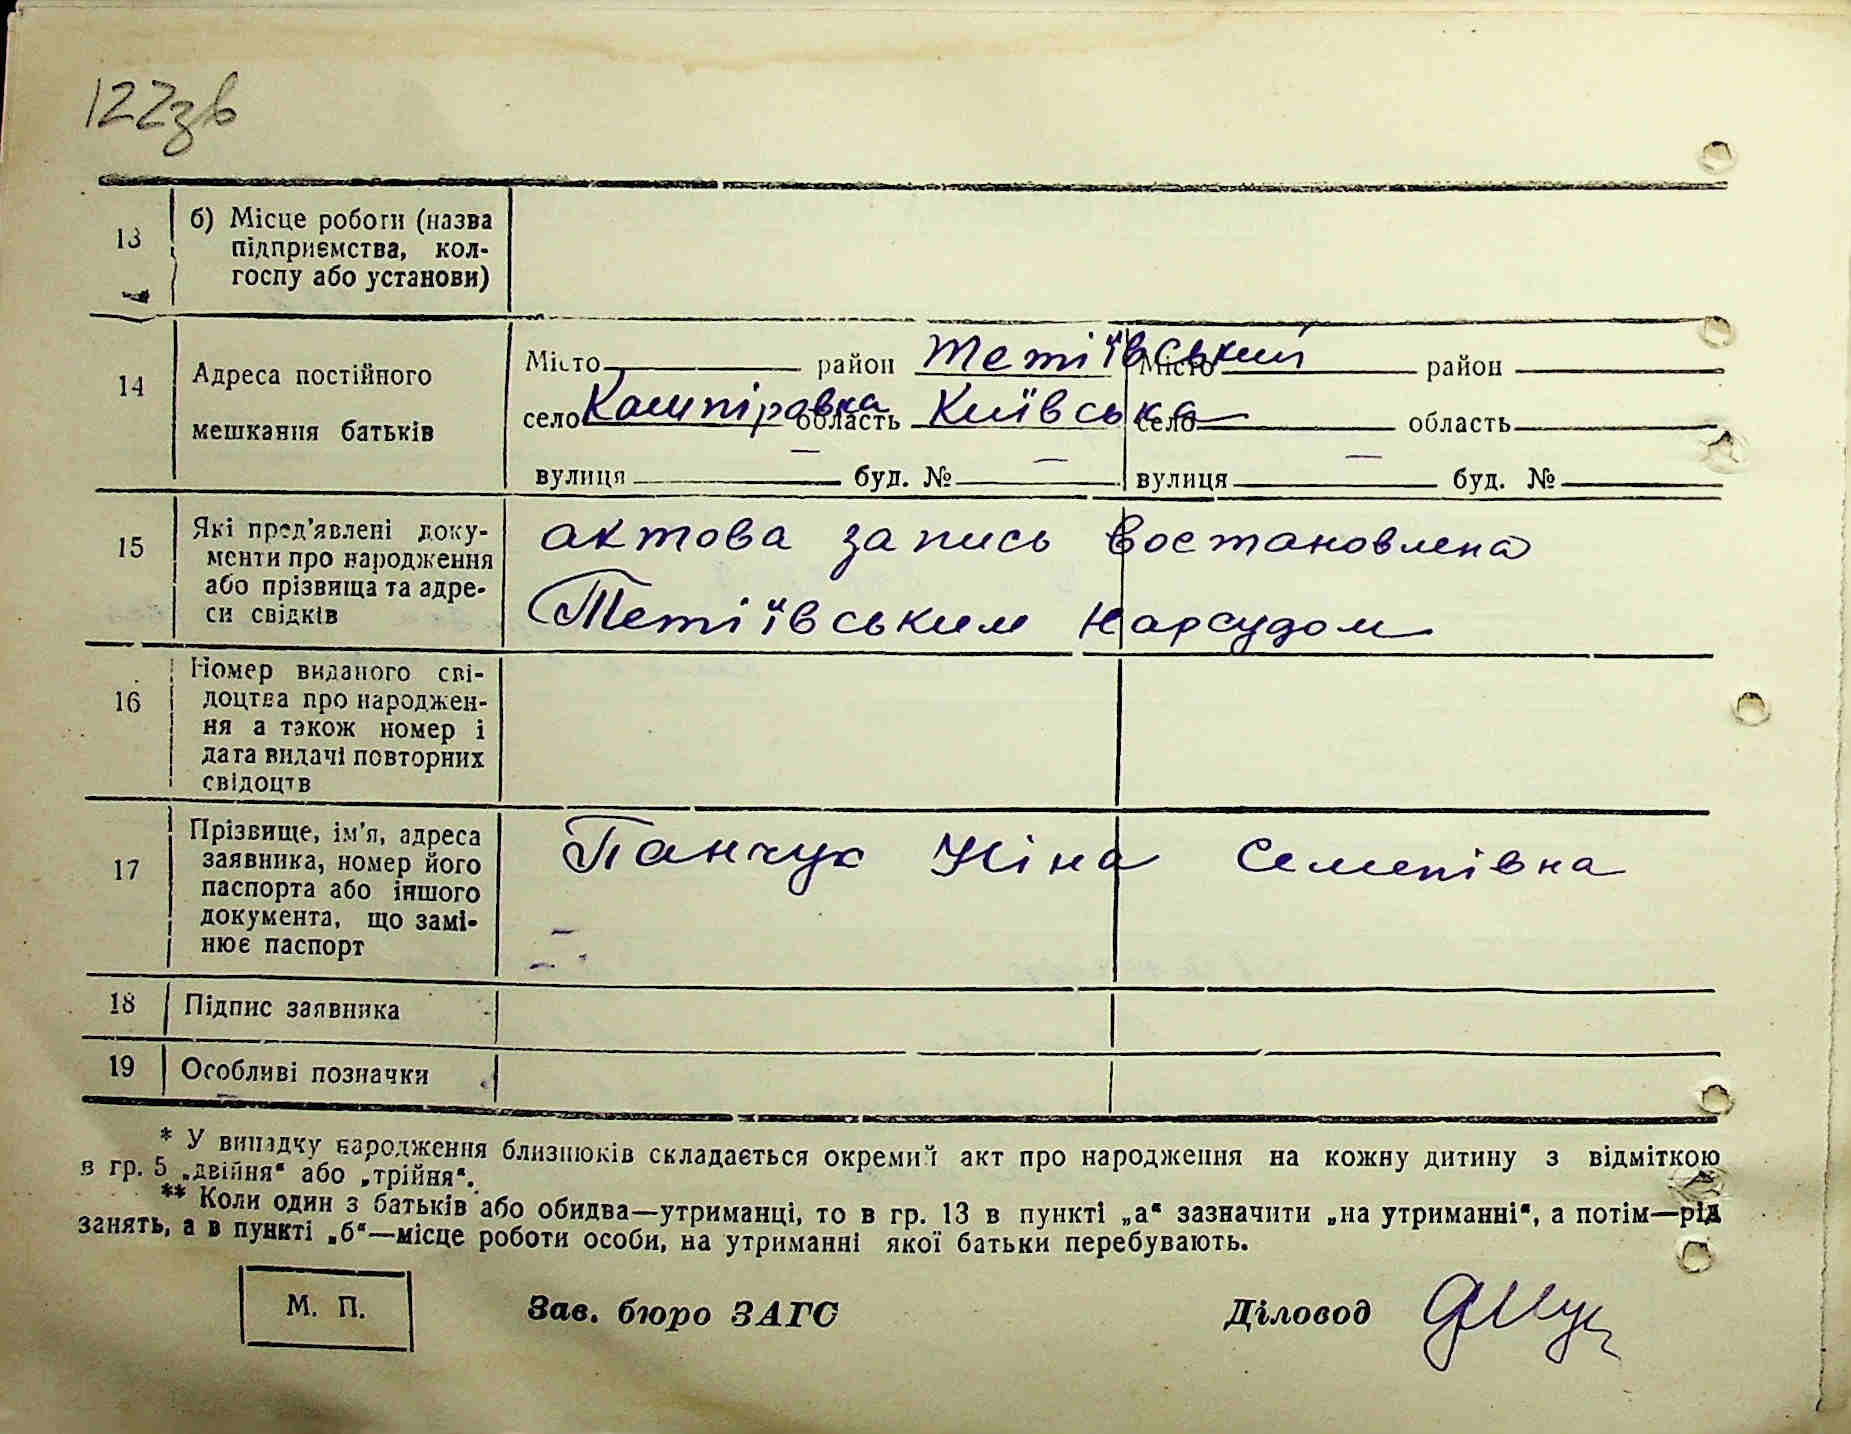 122зв
13 б) Місце роботи (назва
підприємства, кол-
госпу або установи)
14 Адреса постійного
мешкання батьків
Місто район Тетіївський Місто район
село Кашпіровка область Київська село область
вулиця – буд. № – вулиця – буд. №
15 Які пред'явлені доку-
менти про народження
або прізвища та адре-
си свідків
актова запись востановлена
Тетіївським нарсудом
16 Номер виданого сві-
доцтва про народжен-
ня а також номер і
дата видачі повторних
свідоцтв
17 Прізвище, ім'я, адреса
заявника, номер його
паспорта або іншого
документа, що замі-
нює паспорт
Панчук Ніна Семенівна
18 Підпис заявника
19 Особливі позначки
* У випадку народження близнюків складається окремий акт про народження на кожну дитину з відміткою
в гр. 5 „двійня“ або „трійня“.
** Коли один з батьків або обидва—утриманці, то в гр. 13 в пункті „а“ зазначити „на утриманні“, а потім—рід
занять, а в пункті „б“—місце роботи особи, на утриманні якої батьки перебувають.
М. П. Зав. бюро ЗАГС Діловод